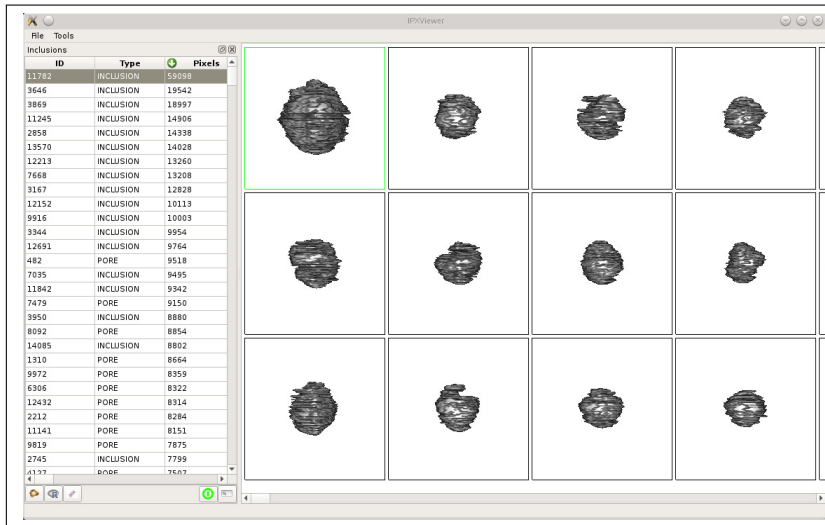 IPXViewer
File Tools
Inclusions
ID Type Pixels
11782 INCLUSION 59098
3646 INCLUSION 19542
3869 INCLUSION 18997
11245 INCLUSION 14906
2858 INCLUSION 14338
13570 INCLUSION 14028
12213 INCLUSION 13260
7668 INCLUSION 13208
3167 INCLUSION 12828
12152 INCLUSION 10113
9916 INCLUSION 10003
3344 INCLUSION 9954
12691 INCLUSION 9764
482 PORE 9518
7035 INCLUSION 9495
11842 INCLUSION 9342
7479 PORE 9150
3950 INCLUSION 8880
8092 PORE 8854
14085 INCLUSION 8802
1310 PORE 8664
9972 PORE 8359
6306 PORE 8322
12432 PORE 8314
2212 PORE 8284
11141 PORE 8151
9819 PORE 7875
2745 INCLUSION 7799
4127 PORE 7507